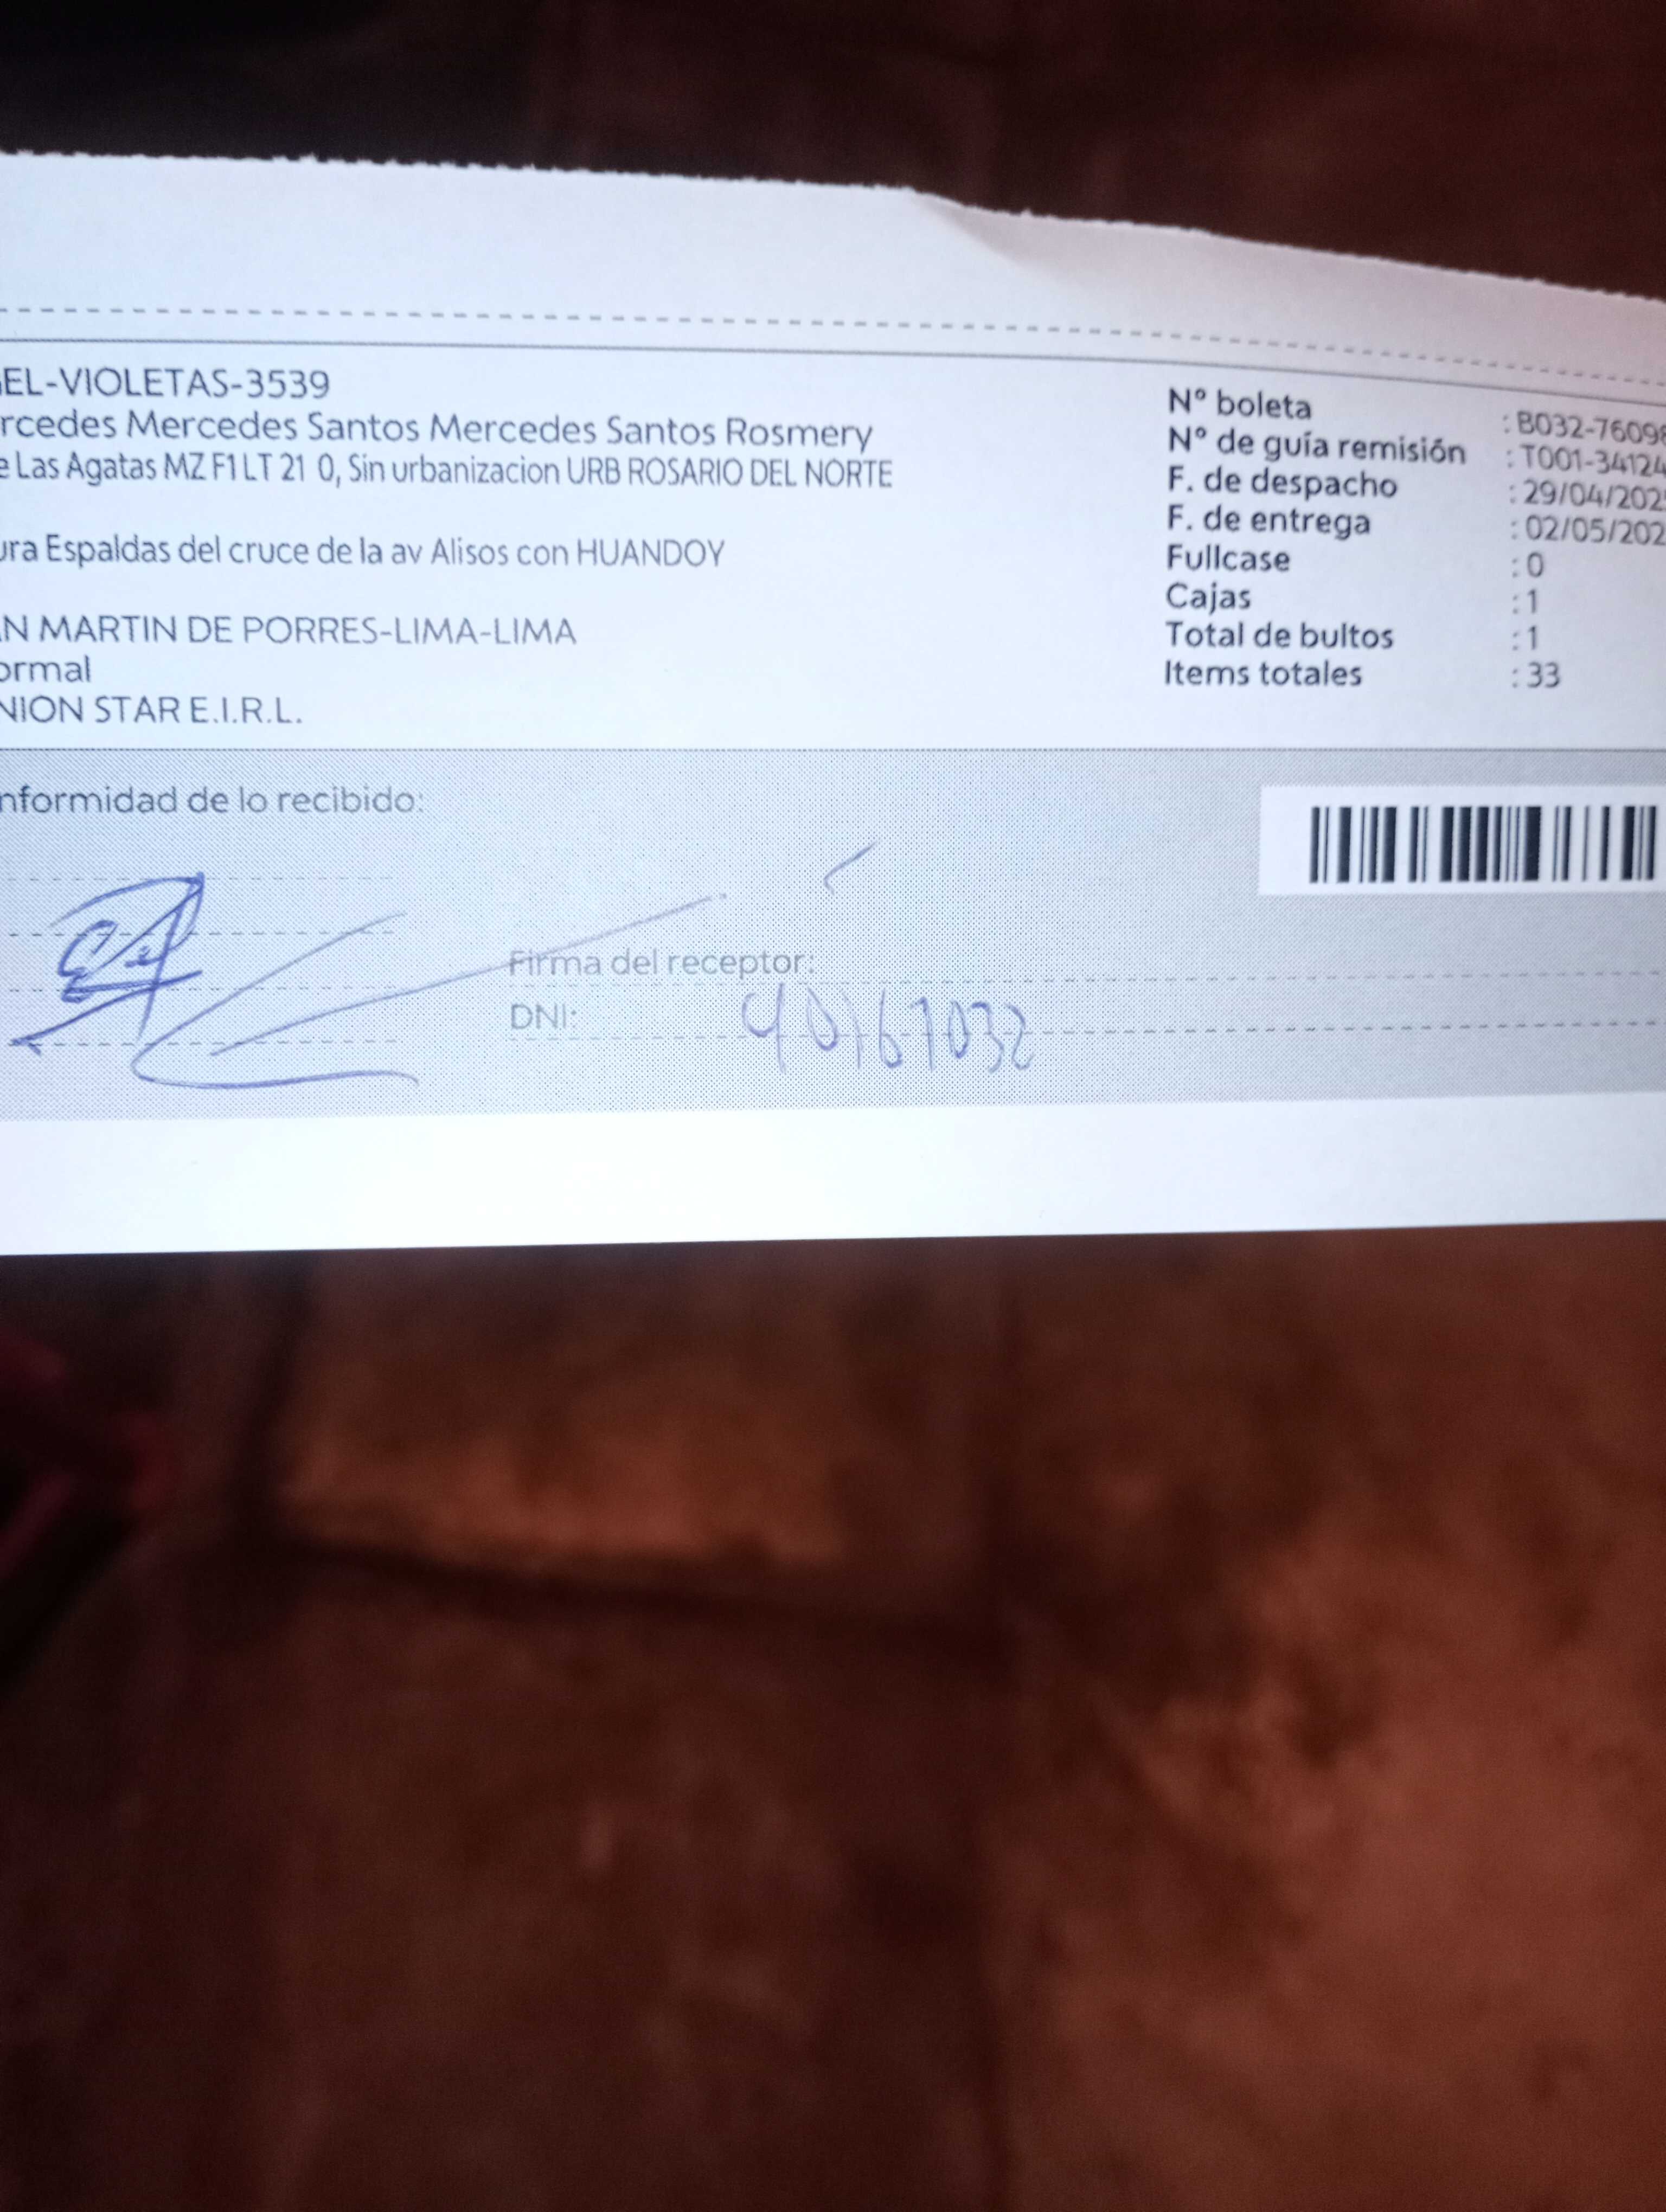 EL-VIOLETAS-3539
rcedes Mercedes Santos Mercedes Santos Rosmery
e Las Agatas MZ F1 LT 21 0, Sin urbanizacion URB ROSARIO DEL NORTE
ura Espaldas del cruce de la av Alisos con HUANDOY
N MARTIN DE PORRES-LIMA-LIMA
ormal
NION STAR E.I.R.L.
N° boleta : B032-76098
N° de guía remisión : T001-34124
F. de despacho : 29/04/202
F. de entrega : 02/05/202
Fullcase : 0
Cajas : 1
Total de bultos : 1
Items totales : 33
nformidad de lo recibido:
Firma del receptor:
DNI: 40161032